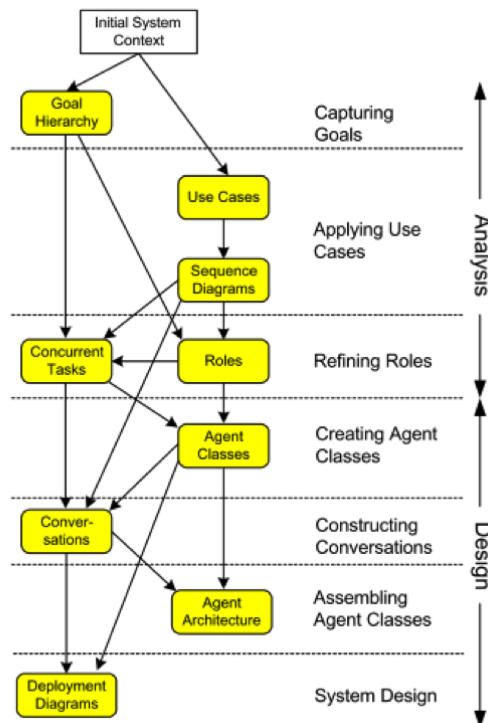 Initial System
Context
Goal
Hierarchy
Capturing
Goals
Use Cases
Applying Use
Cases
Sequence
Diagrams
Analysis
Concurrent
Tasks
Roles
Refining Roles
Agent
Classes
Creating Agent
Classes
Conver-
sations
Constructing
Conversations
Design
Agent
Architecture
Assembling
Agent Classes
Deployment
Diagrams
System Design